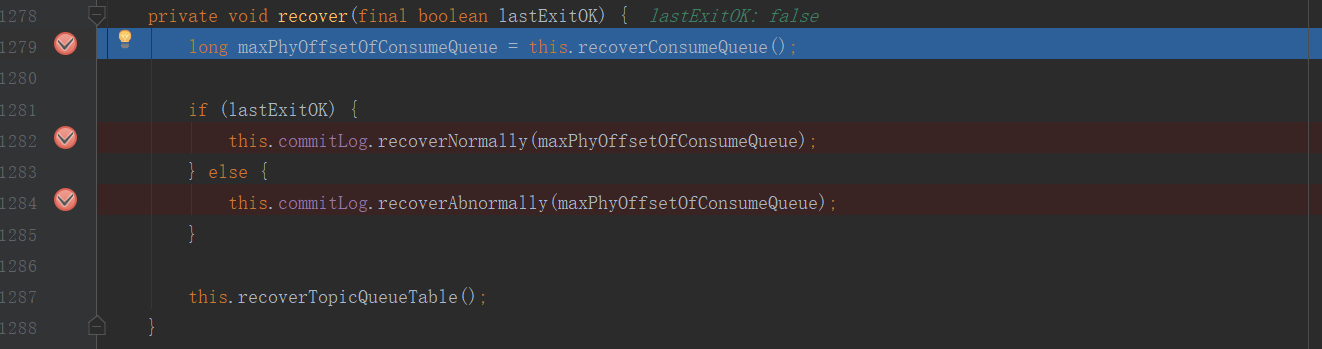 1278 private void recover(final boolean lastExitOK) { lastExitOK: false
1279 long maxPhyOffsetOfConsumeQueue = this.recoverConsumeQueue();
1280
1281 if (lastExitOK) {
1282 this.commitLog.recoverNormally(maxPhyOffsetOfConsumeQueue);
1283 } else {
1284 this.commitLog.recoverAbnormally(maxPhyOffsetOfConsumeQueue);
1285 }
1286
1287 this.recoverTopicQueueTable();
1288 }